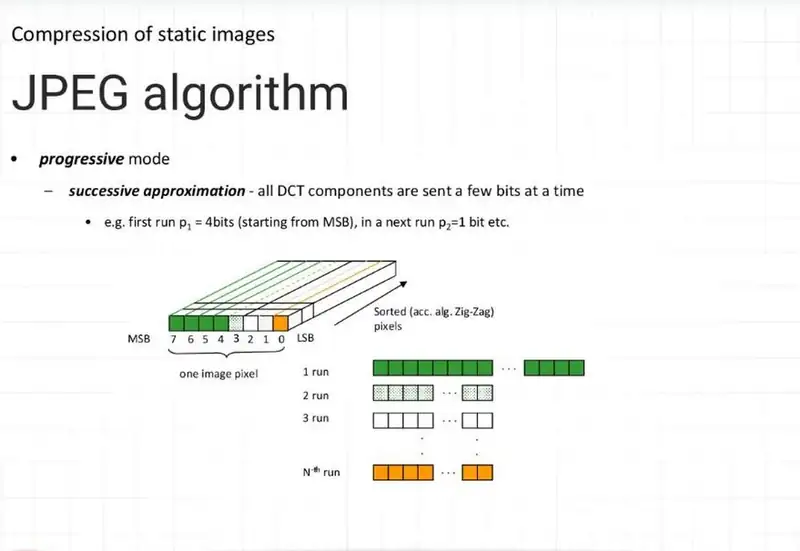 Compression of static images
JPEG algorithm
• progressive mode
– successive approximation - all DCT components are sent a few bits at a time
• e.g. first run p₁ = 4bits (starting from MSB), in a next run p₂=1 bit etc.
Sorted (acc. alg. Zig-Zag)
pixels
MSB 7 6 5 4 3 2 1 0 LSB
one image pixel
1 run ...
2 run ...
3 run ...
N-th run ...